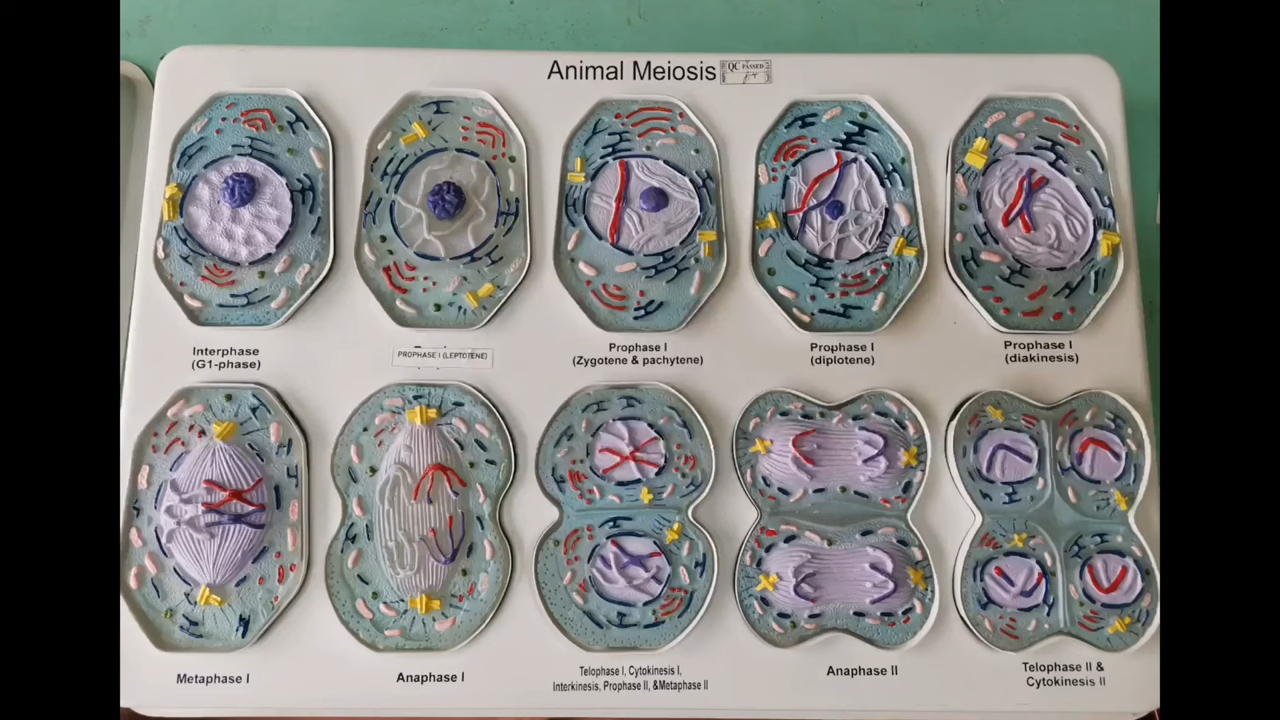 Animal Meiosis
QC PASSED
Interphase
(G1-phase)
PROPHASE I (LEPTOTENE)
Prophase I
(Zygotene & pachytene)
Prophase I
(diplotene)
Prophase I
(diakinesis)
Metaphase I
Anaphase I
Telophase I, Cytokinesis I,
Interkinesis, Prophase II, &Metaphase II
Anaphase II
Telophase II &
Cytokinesis II